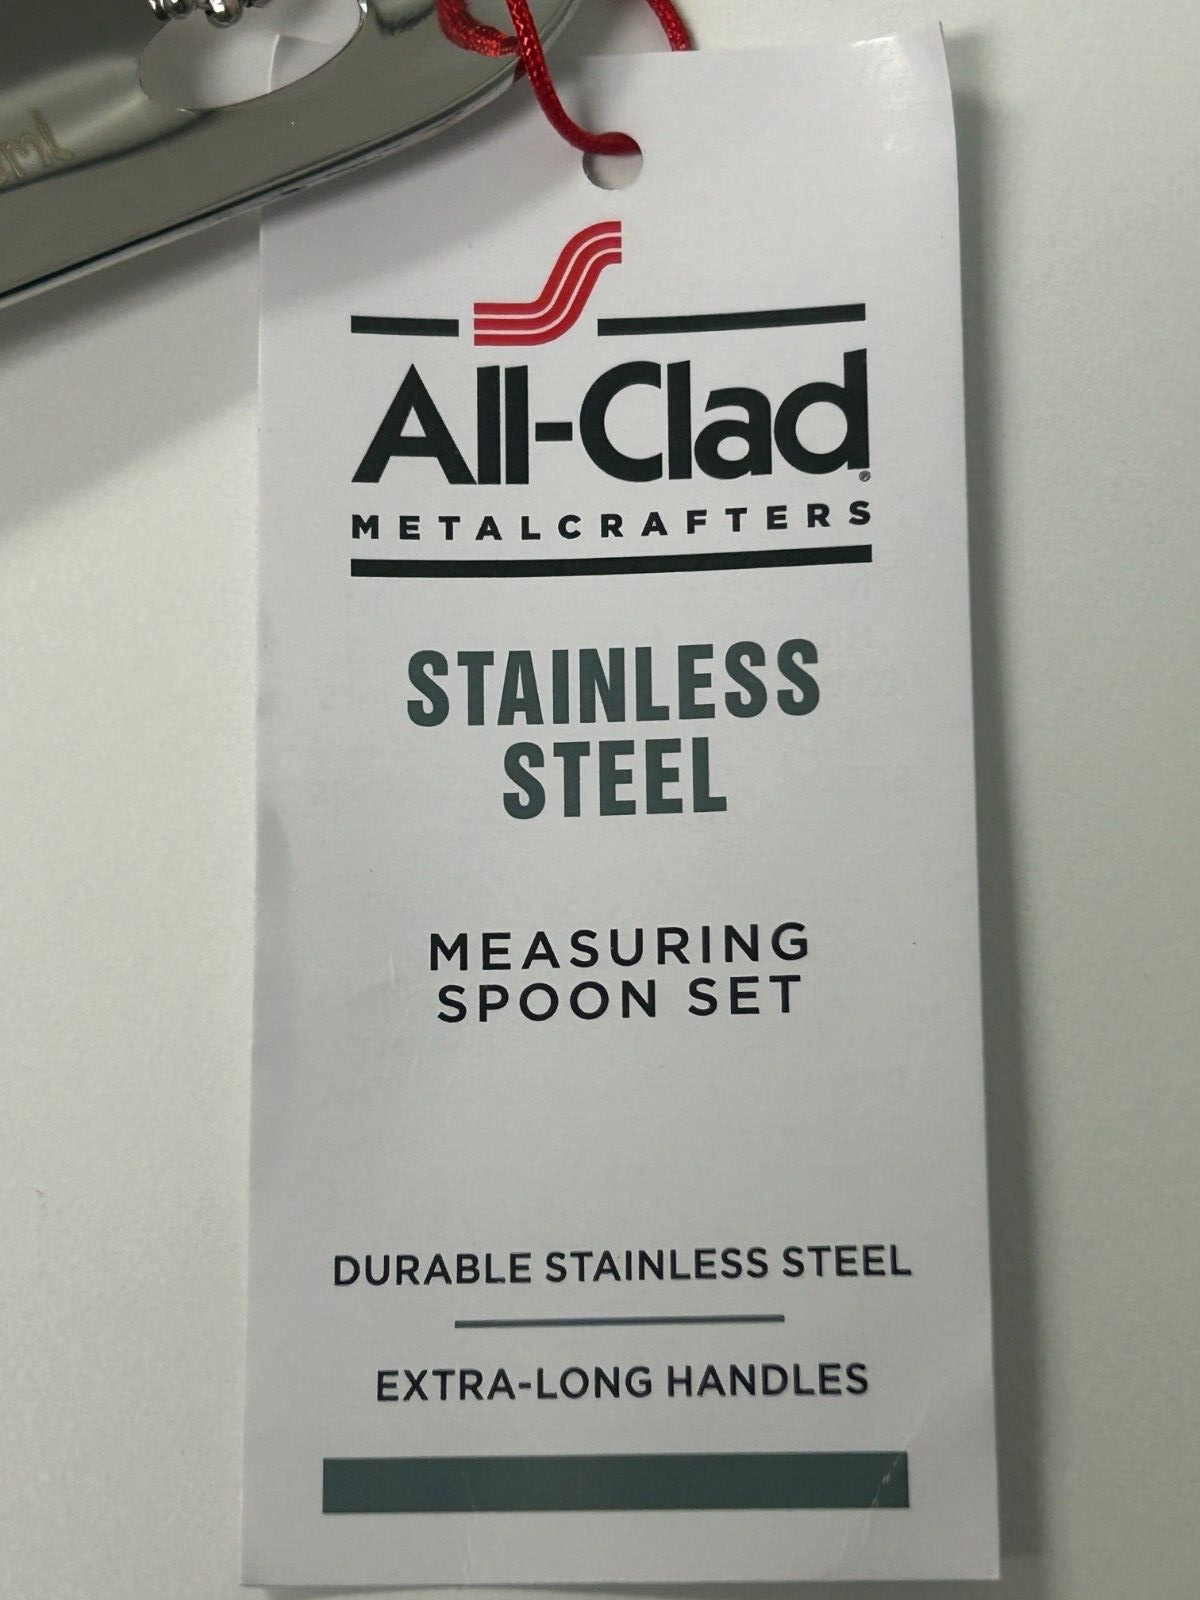 All-Clad®
METALCRAFTERS
STAINLESS
STEEL
MEASURING
SPOON SET
DURABLE STAINLESS STEEL
EXTRA-LONG HANDLES